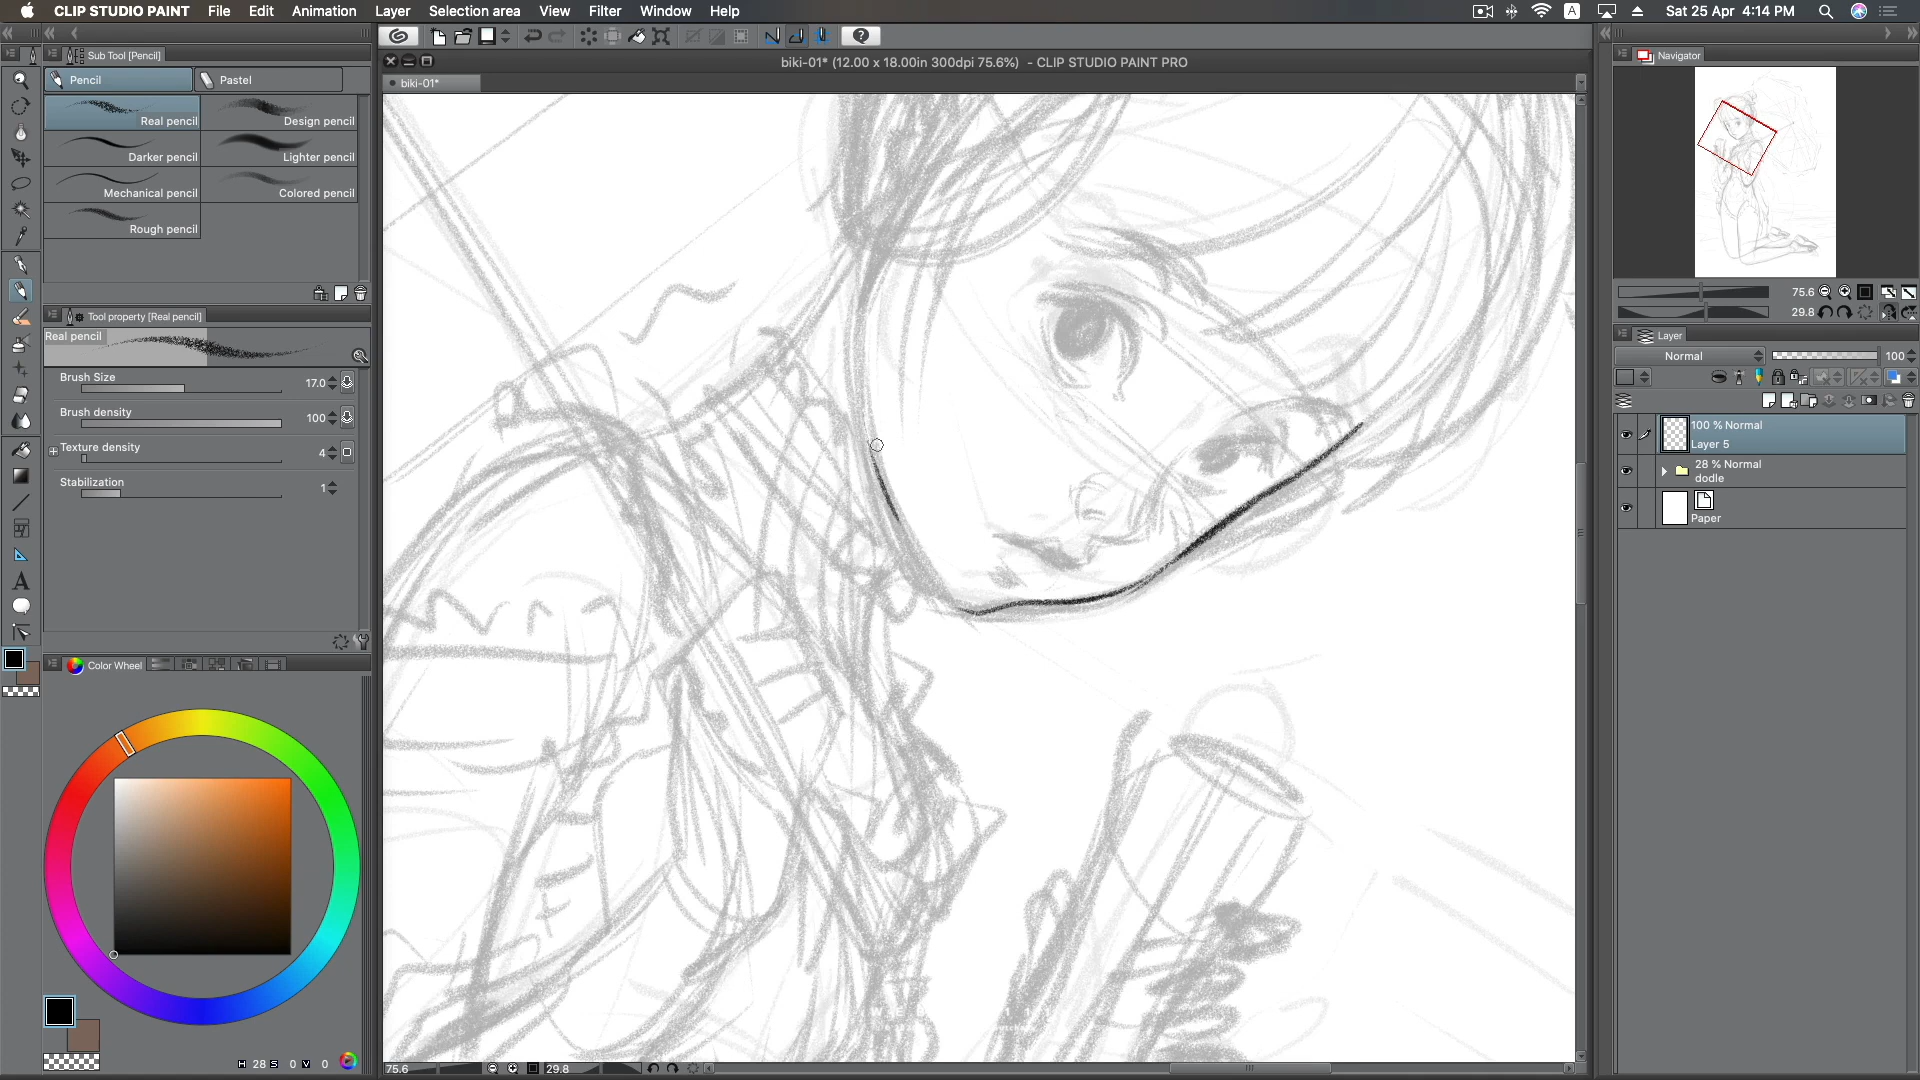 CLIP STUDIO PAINT File Edit Animation Layer Selection area View Filter Window Help
A Sat 25 Apr 4:14 PM
Sub Tool [Pencil]
Pencil Pastel
Real pencil Design pencil
Darker pencil Lighter pencil
Mechanical pencil Colored pencil
Rough pencil
Tool property [Real pencil]
Real pencil
Brush Size 17.0
Brush density 100
Texture density 4
Stabilization 1
A
Color Wheel
H 28 S 0 V 0
biki-01* (12.00 x 18.00in 300dpi 75.6%) - CLIP STUDIO PAINT PRO
biki-01*
75.6 29.8
Navigator
75.6
29.8
Layer
Normal 100
100 % Normal
Layer 5
28 % Normal
dodle
Paper